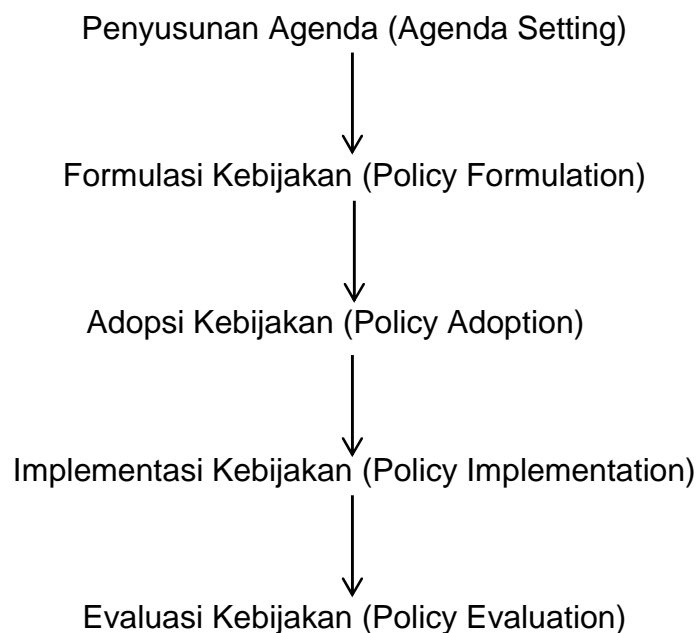 Penyusunan Agenda (Agenda Setting)
Formulasi Kebijakan (Policy Formulation)
Adopsi Kebijakan (Policy Adoption)
Implementasi Kebijakan (Policy Implementation)
Evaluasi Kebijakan (Policy Evaluation)